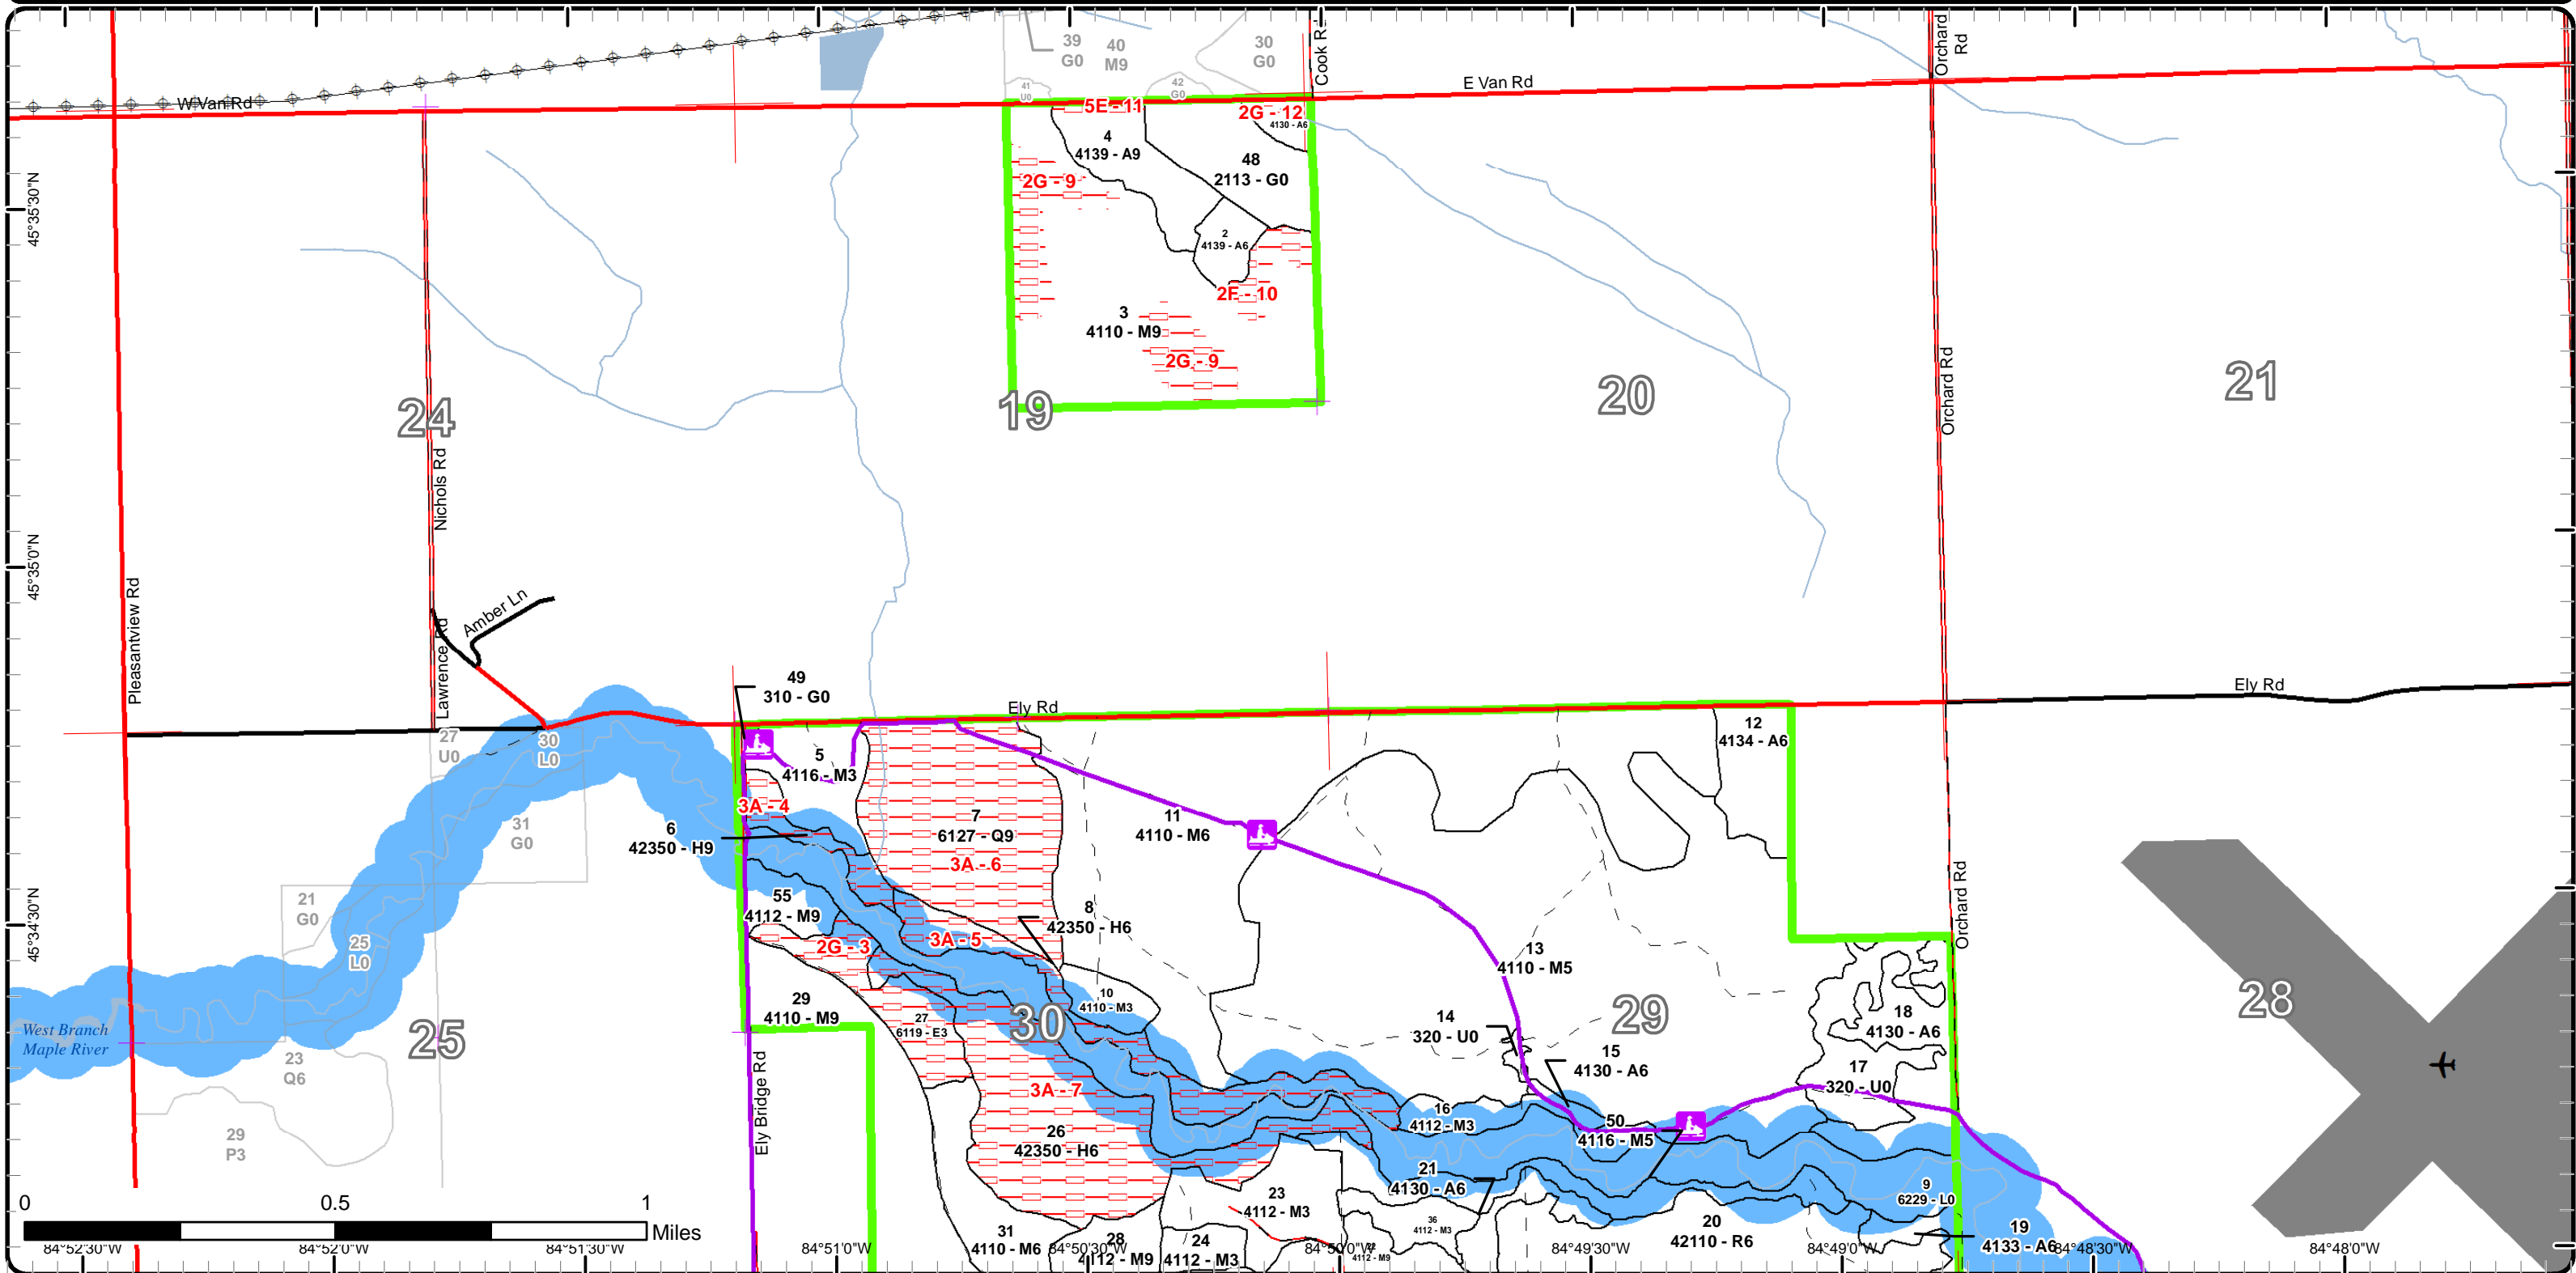 39
G0
40
M9
30
G0
41
U0
42
G0
Cook Rd
Orchard
Rd
W Van Rd
E Van Rd
5E - 11
2G - 12
4130 - A6
4
4139 - A9
48
2113 - G0
2G - 9
2
4139 - A6
2F - 10
3
4110 - M9
2G - 9
45°35'30"N
24
19
20
21
Nichols Rd
Orchard Rd
45°35'0"N
Pleasantview Rd
Lawrence Rd
Amber Ln
49
310 - G0
Ely Rd
Ely Rd
27
U0
30
L0
31
G0
12
4134 - A6
5
4116 - M3
3A - 4
6
42350 - H9
7
6127 - Q9
3A - 6
11
4110 - M6
55
4112 - M9
8
42350 - H6
2G - 3
3A - 5
13
4110 - M5
Orchard Rd
45°34'30"N
21
G0
25
L0
10
4110 - M3
29
4110 - M9
27
6119 - E3
30
29
28
14
320 - U0
15
4130 - A6
18
4130 - A6
17
320 - U0
West Branch
Maple River
25
23
Q6
29
P3
Ely Bridge Rd
3A - 7
26
42350 - H6
16
4112 - M3
50
4116 - M5
21
4130 - A6
23
4112 - M3
36
4112 - M3
9
6229 - L0
20
42110 - R6
19
4133 - A6
31
4110 - M6
28
4112 - M9
24
4112 - M3
4112 - M9
0 0.5 1
Miles
84°52'30"W 84°52'0"W 84°51'30"W 84°51'0"W 84°50'30"W 84°50'0"W 84°49'30"W 84°49'0"W 84°48'30"W 84°48'0"W